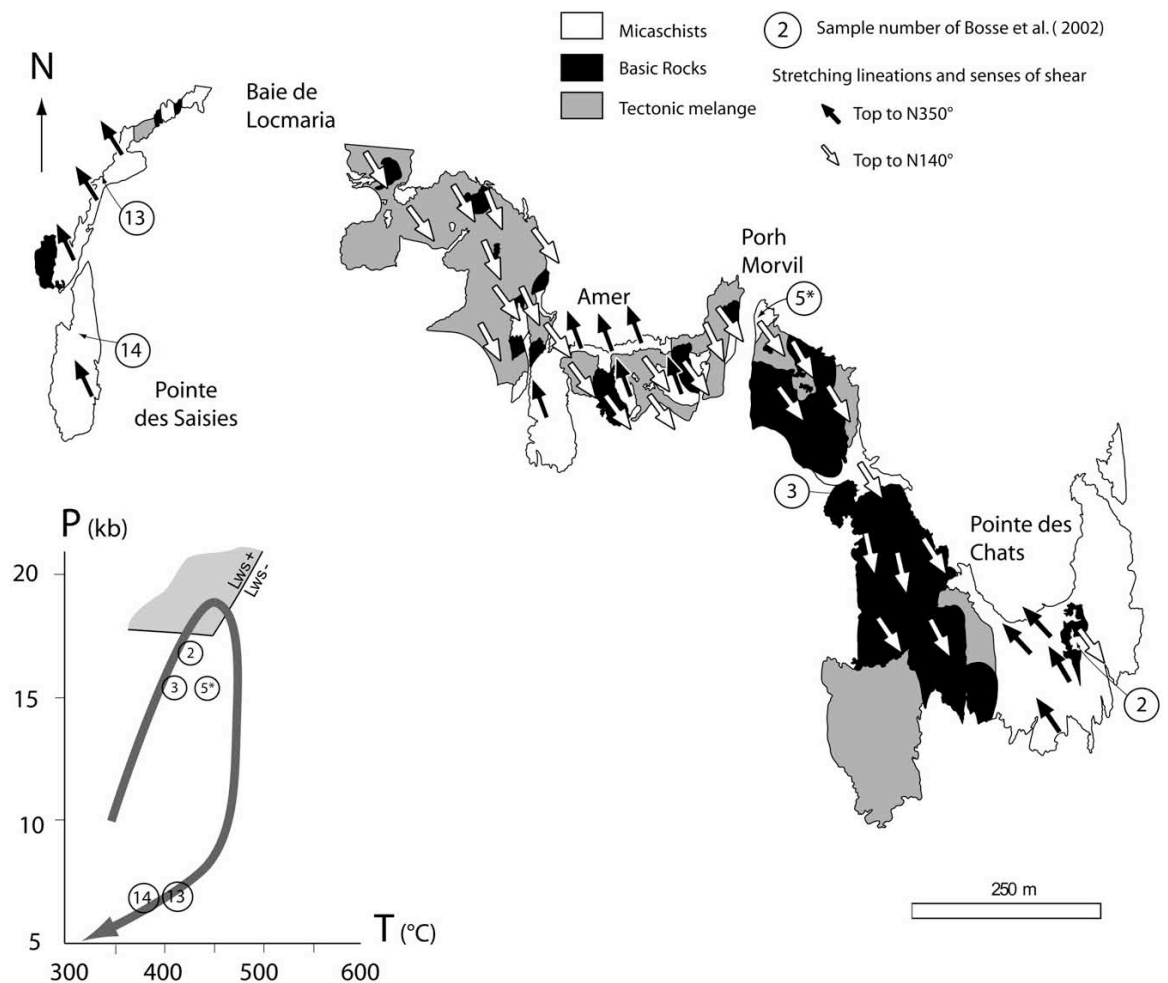 Micaschists
Basic Rocks
Tectonic melange
2 Sample number of Bosse et al. ( 2002)
Stretching lineations and senses of shear
Top to N350°
Top to N140°
N
Baie de
Locmaria
13
14
Pointe
des Saisies
Amer
Porh
Morvil
5*
3
Pointe des
Chats
2
250 m
P (kb)
20
15
10
5
Lws+
Lws-
2
3
5*
14
13
T (°C)
300
400
500
600